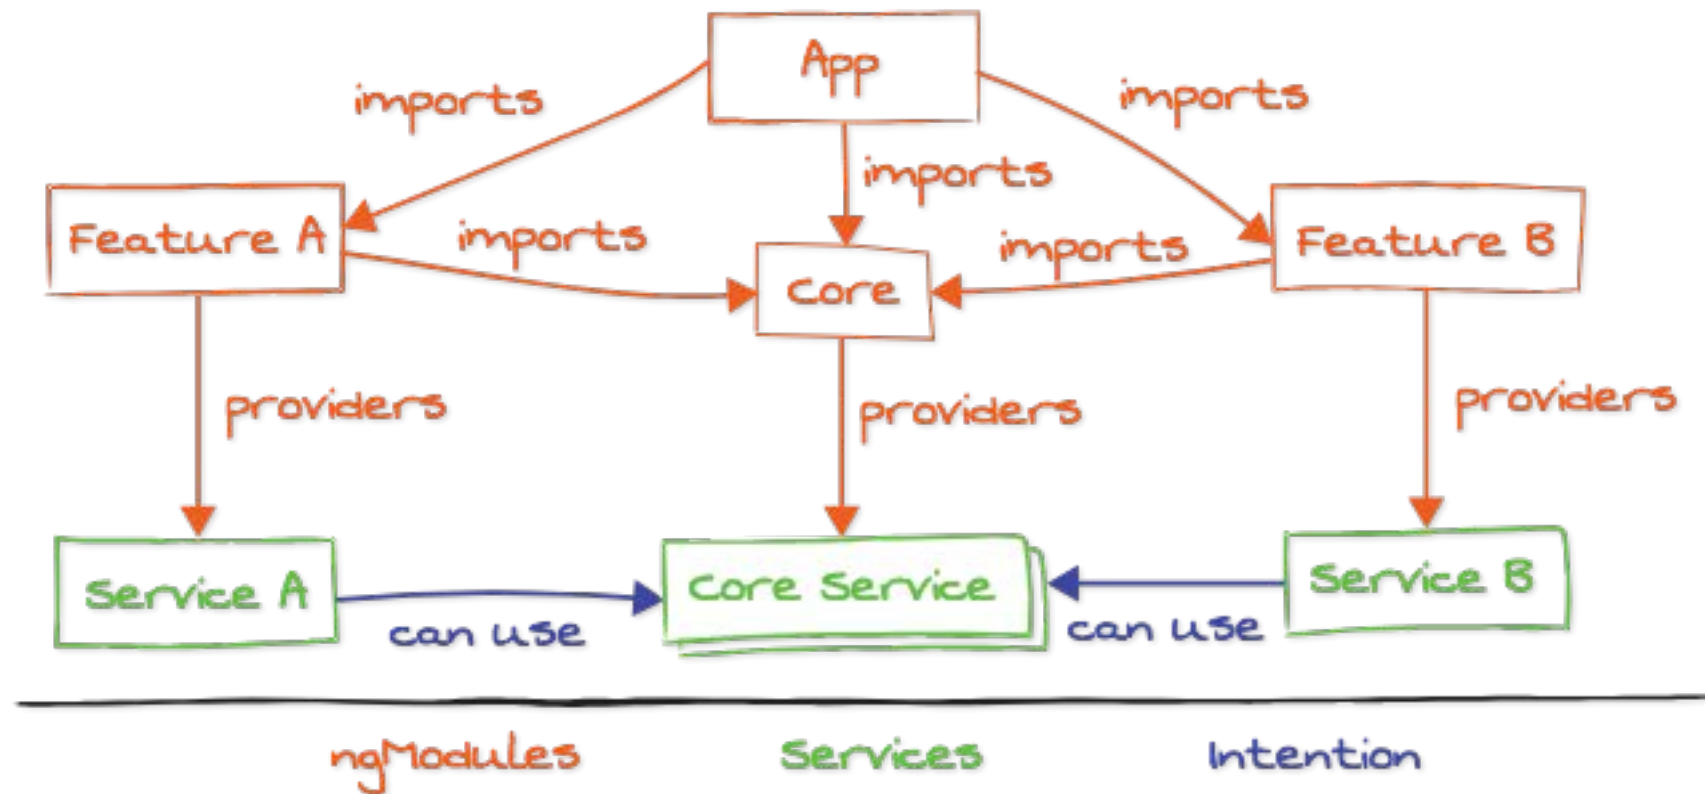 App
imports
imports
imports
Feature A
imports
imports
Feature B
Core
providers
providers
providers
Service A
Core Service
Service B
can use
can use
ngModules
Services
Intention